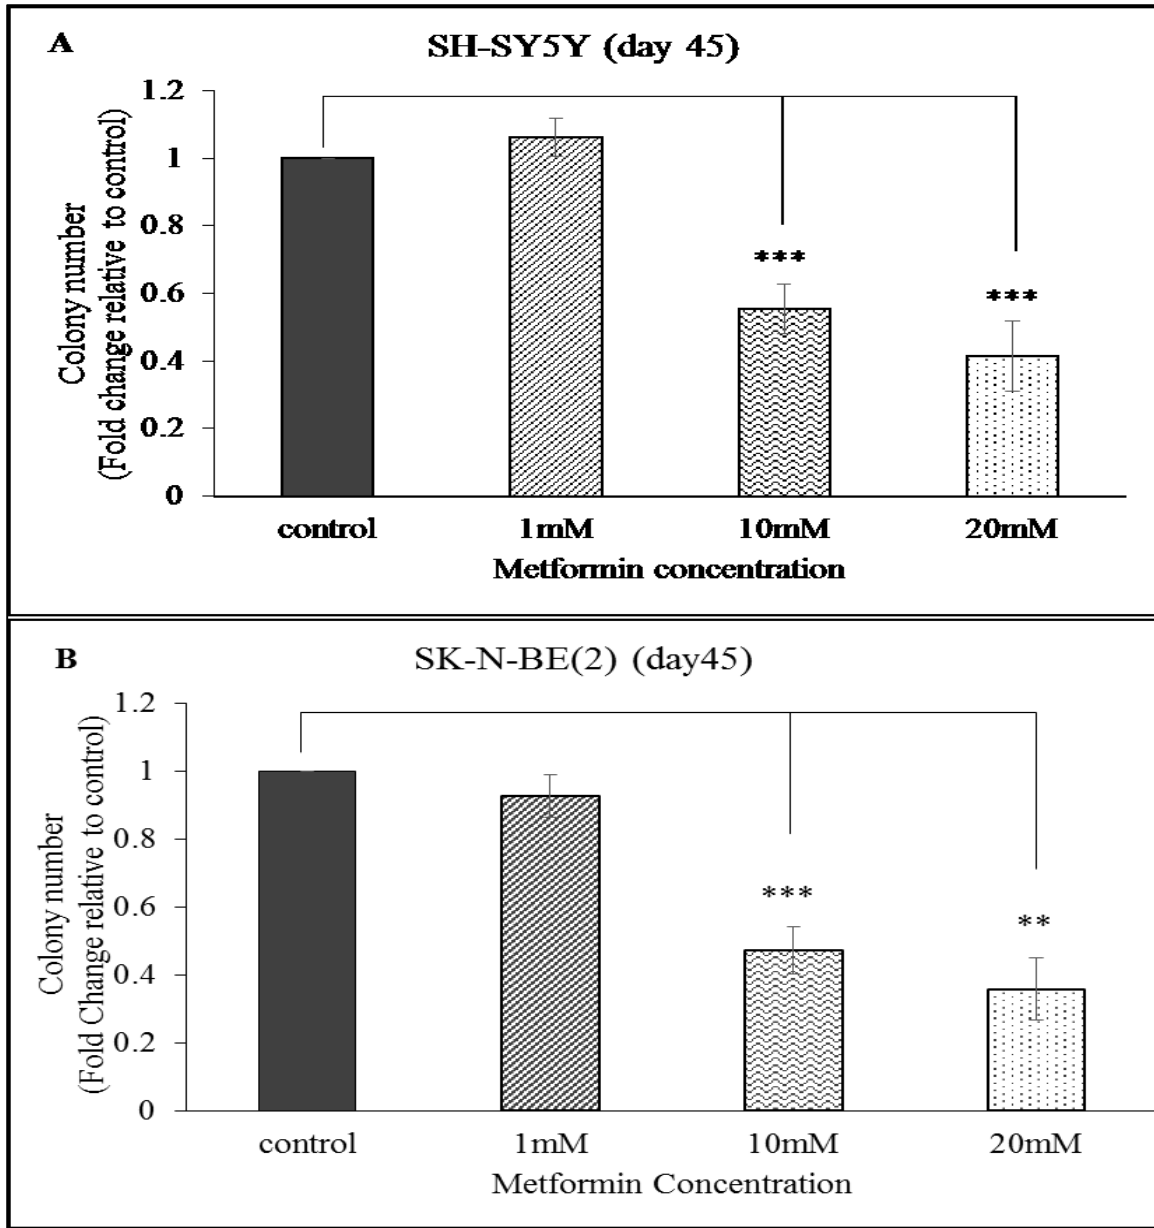 A
SH-SY5Y (day 45)
Colony number
(Fold change relative to control)
1.2
1
0.8
0.6
0.4
0.2
0
***
***
control 1mM 10mM 20mM
Metformin concentration
B
SK-N-BE(2) (day45)
Colony number
(Fold Change relative to control)
1.2
1
0.8
0.6
0.4
0.2
0
***
**
control 1mM 10mM 20mM
Metformin Concentration